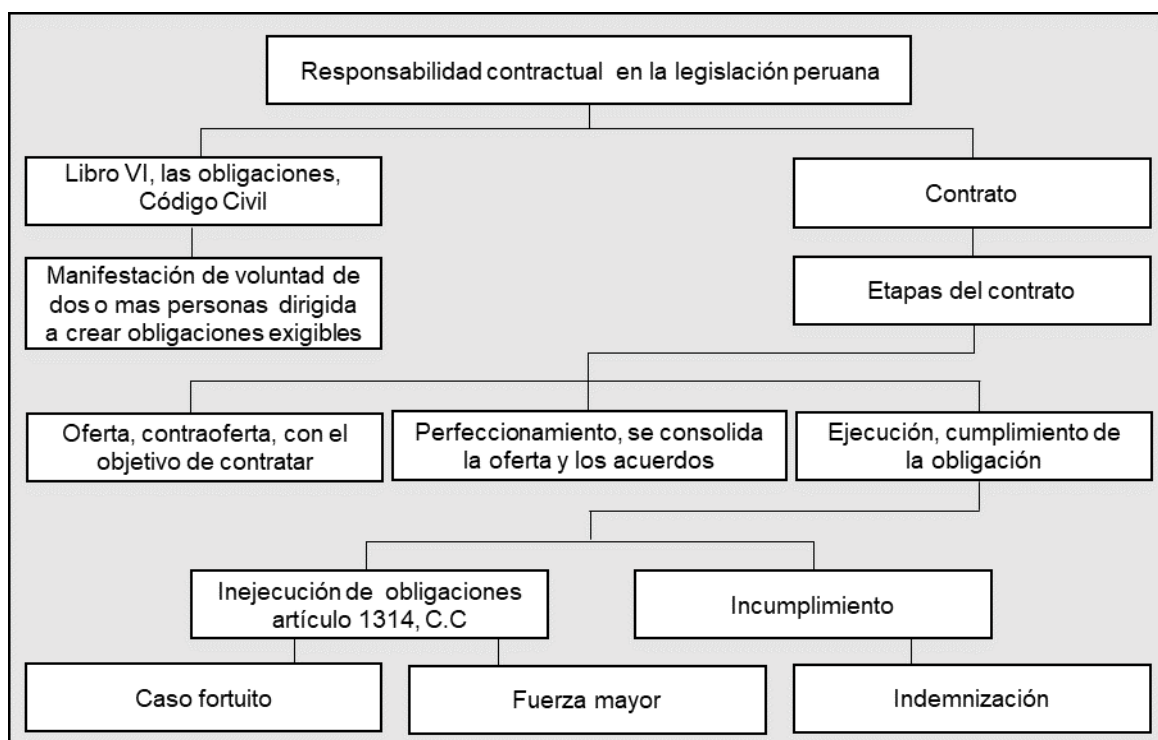 Responsabilidad contractual en la legislación peruana
Libro VI, las obligaciones,
Código Civil
Contrato
Manifestación de voluntad de
dos o mas personas dirigida
a crear obligaciones exigibles
Etapas del contrato
Oferta, contraoferta, con el
objetivo de contratar
Perfeccionamiento, se consolida
la oferta y los acuerdos
Ejecución, cumplimiento de
la obligación
Inejecución de obligaciones
artículo 1314, C.C
Incumplimiento
Caso fortuito
Fuerza mayor
Indemnización